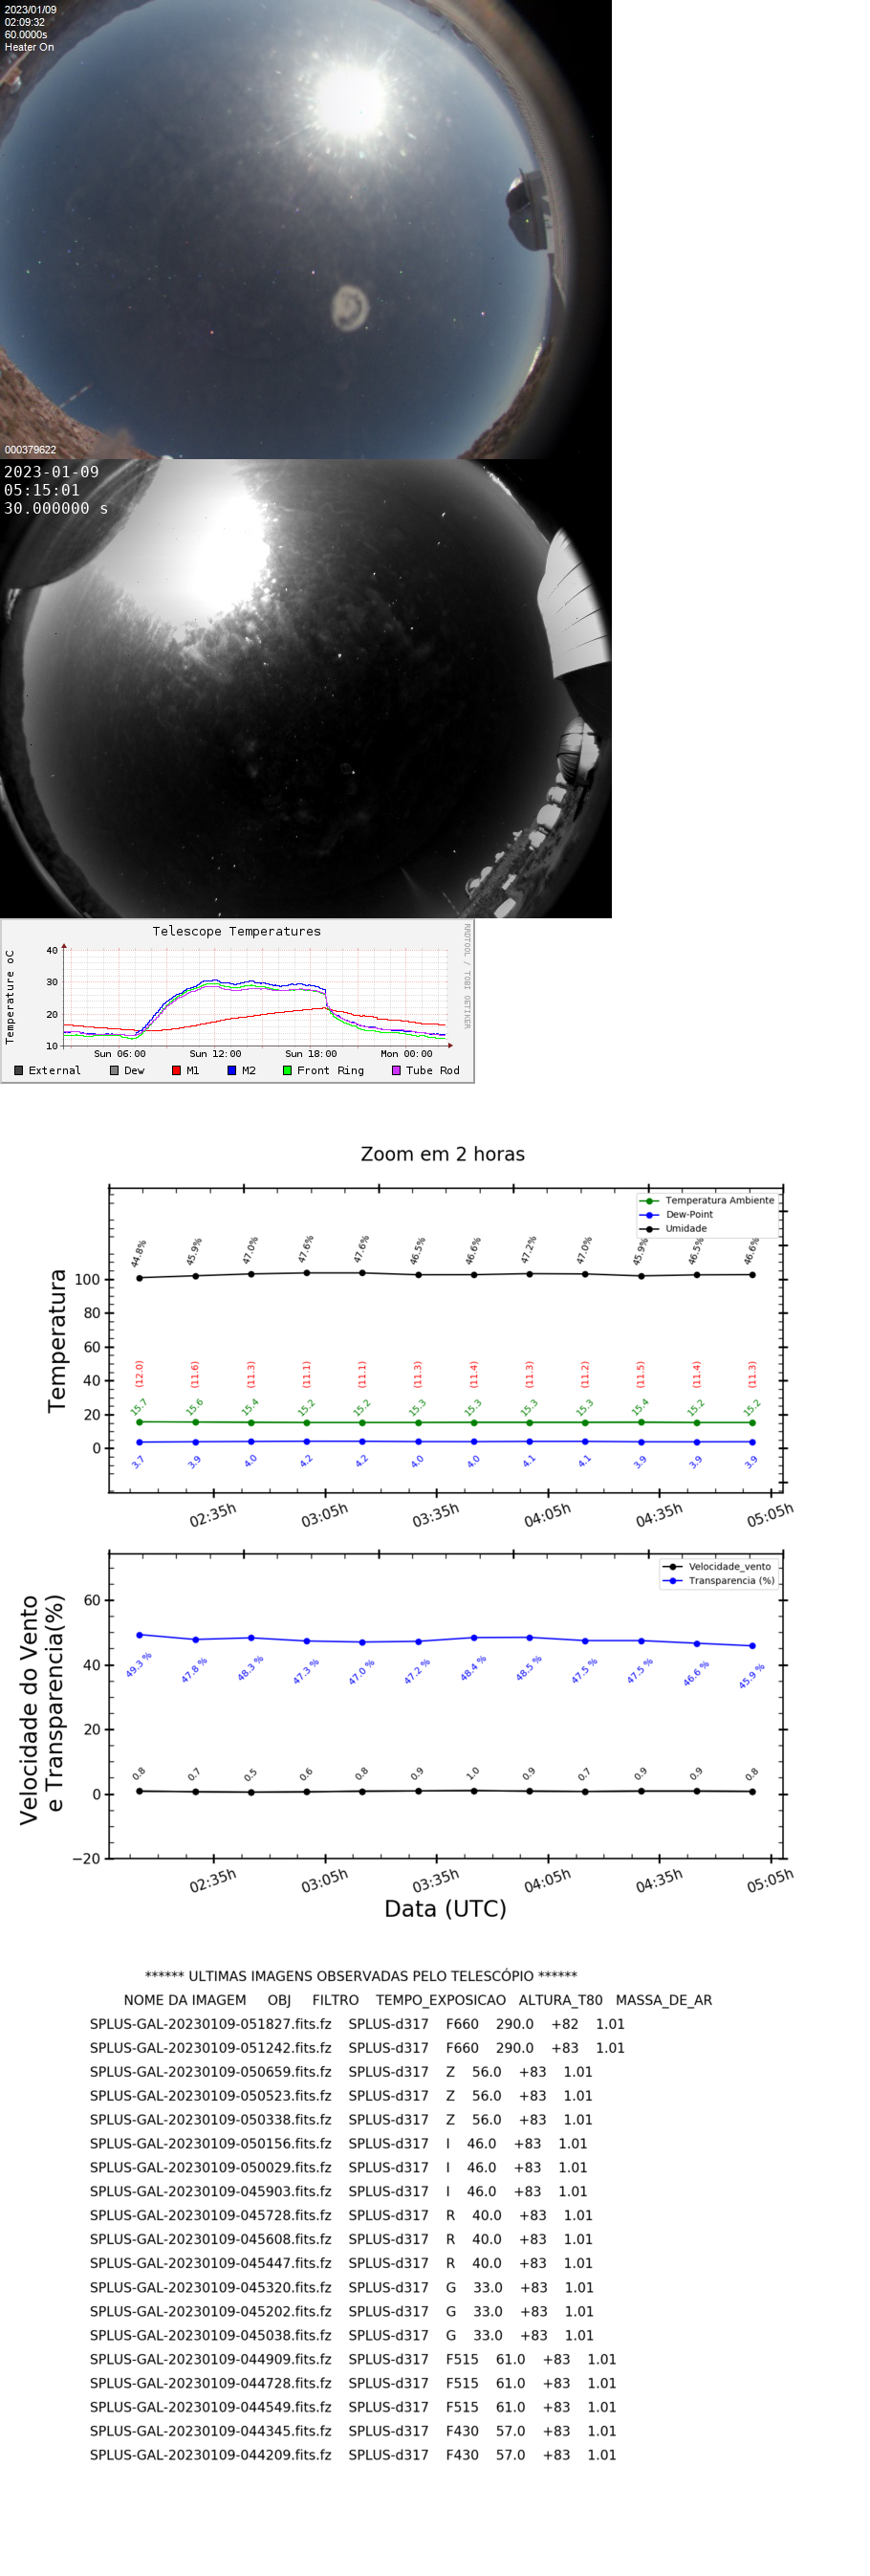 2023/01/09
02:09:32
60.0000s
Heater On
000379622
2023-01-09
05:15:01
30.000000 s
Telescope Temperatures
Temperature oC
RRDTOOL / TOBI OETIKER
40
30
20
10
Sun 06:00 Sun 12:00 Sun 18:00 Mon 00:00
External Dew M1 M2 Front Ring Tube Rod
Zoom em 2 horas
Temperatura
Temperatura Ambiente
Dew-Point
Umidade
44.8% 45.9% 47.0% 47.6% 47.6% 46.5% 46.6% 47.2% 47.0% 45.9% 46.5% 46.6%
100
80
60
40
20
0
(12.0) (11.6) (11.3) (11.1) (11.1) (11.3) (11.4) (11.3) (11.2) (11.5) (11.4) (11.3)
15.7 15.6 15.4 15.2 15.2 15.3 15.3 15.3 15.3 15.4 15.2 15.2
3.7 3.9 4.0 4.2 4.2 4.0 4.0 4.1 4.1 3.9 3.9 3.9
02:35h 03:05h 03:35h 04:05h 04:35h 05:05h
Velocidade do Vento
e Transparencia(%)
Velocidade_vento
Transparencia (%)
60
40
20
0
−20
49.3 % 47.8 % 48.3 % 47.3 % 47.0 % 47.2 % 48.4 % 48.5 % 47.5 % 47.5 % 46.6 % 45.9 %
0.8 0.7 0.5 0.6 0.8 0.9 1.0 0.9 0.7 0.9 0.9 0.8
02:35h 03:05h 03:35h 04:05h 04:35h 05:05h
Data (UTC)
****** ULTIMAS IMAGENS OBSERVADAS PELO TELESCÓPIO ******
NOME DA IMAGEM OBJ FILTRO TEMPO_EXPOSICAO ALTURA_T80 MASSA_DE_AR
SPLUS-GAL-20230109-051827.fits.fz SPLUS-d317 F660 290.0 +82 1.01
SPLUS-GAL-20230109-051242.fits.fz SPLUS-d317 F660 290.0 +83 1.01
SPLUS-GAL-20230109-050659.fits.fz SPLUS-d317 Z 56.0 +83 1.01
SPLUS-GAL-20230109-050523.fits.fz SPLUS-d317 Z 56.0 +83 1.01
SPLUS-GAL-20230109-050338.fits.fz SPLUS-d317 Z 56.0 +83 1.01
SPLUS-GAL-20230109-050156.fits.fz SPLUS-d317 I 46.0 +83 1.01
SPLUS-GAL-20230109-050029.fits.fz SPLUS-d317 I 46.0 +83 1.01
SPLUS-GAL-20230109-045903.fits.fz SPLUS-d317 I 46.0 +83 1.01
SPLUS-GAL-20230109-045728.fits.fz SPLUS-d317 R 40.0 +83 1.01
SPLUS-GAL-20230109-045608.fits.fz SPLUS-d317 R 40.0 +83 1.01
SPLUS-GAL-20230109-045447.fits.fz SPLUS-d317 R 40.0 +83 1.01
SPLUS-GAL-20230109-045320.fits.fz SPLUS-d317 G 33.0 +83 1.01
SPLUS-GAL-20230109-045202.fits.fz SPLUS-d317 G 33.0 +83 1.01
SPLUS-GAL-20230109-045038.fits.fz SPLUS-d317 G 33.0 +83 1.01
SPLUS-GAL-20230109-044909.fits.fz SPLUS-d317 F515 61.0 +83 1.01
SPLUS-GAL-20230109-044728.fits.fz SPLUS-d317 F515 61.0 +83 1.01
SPLUS-GAL-20230109-044549.fits.fz SPLUS-d317 F515 61.0 +83 1.01
SPLUS-GAL-20230109-044345.fits.fz SPLUS-d317 F430 57.0 +83 1.01
SPLUS-GAL-20230109-044209.fits.fz SPLUS-d317 F430 57.0 +83 1.01